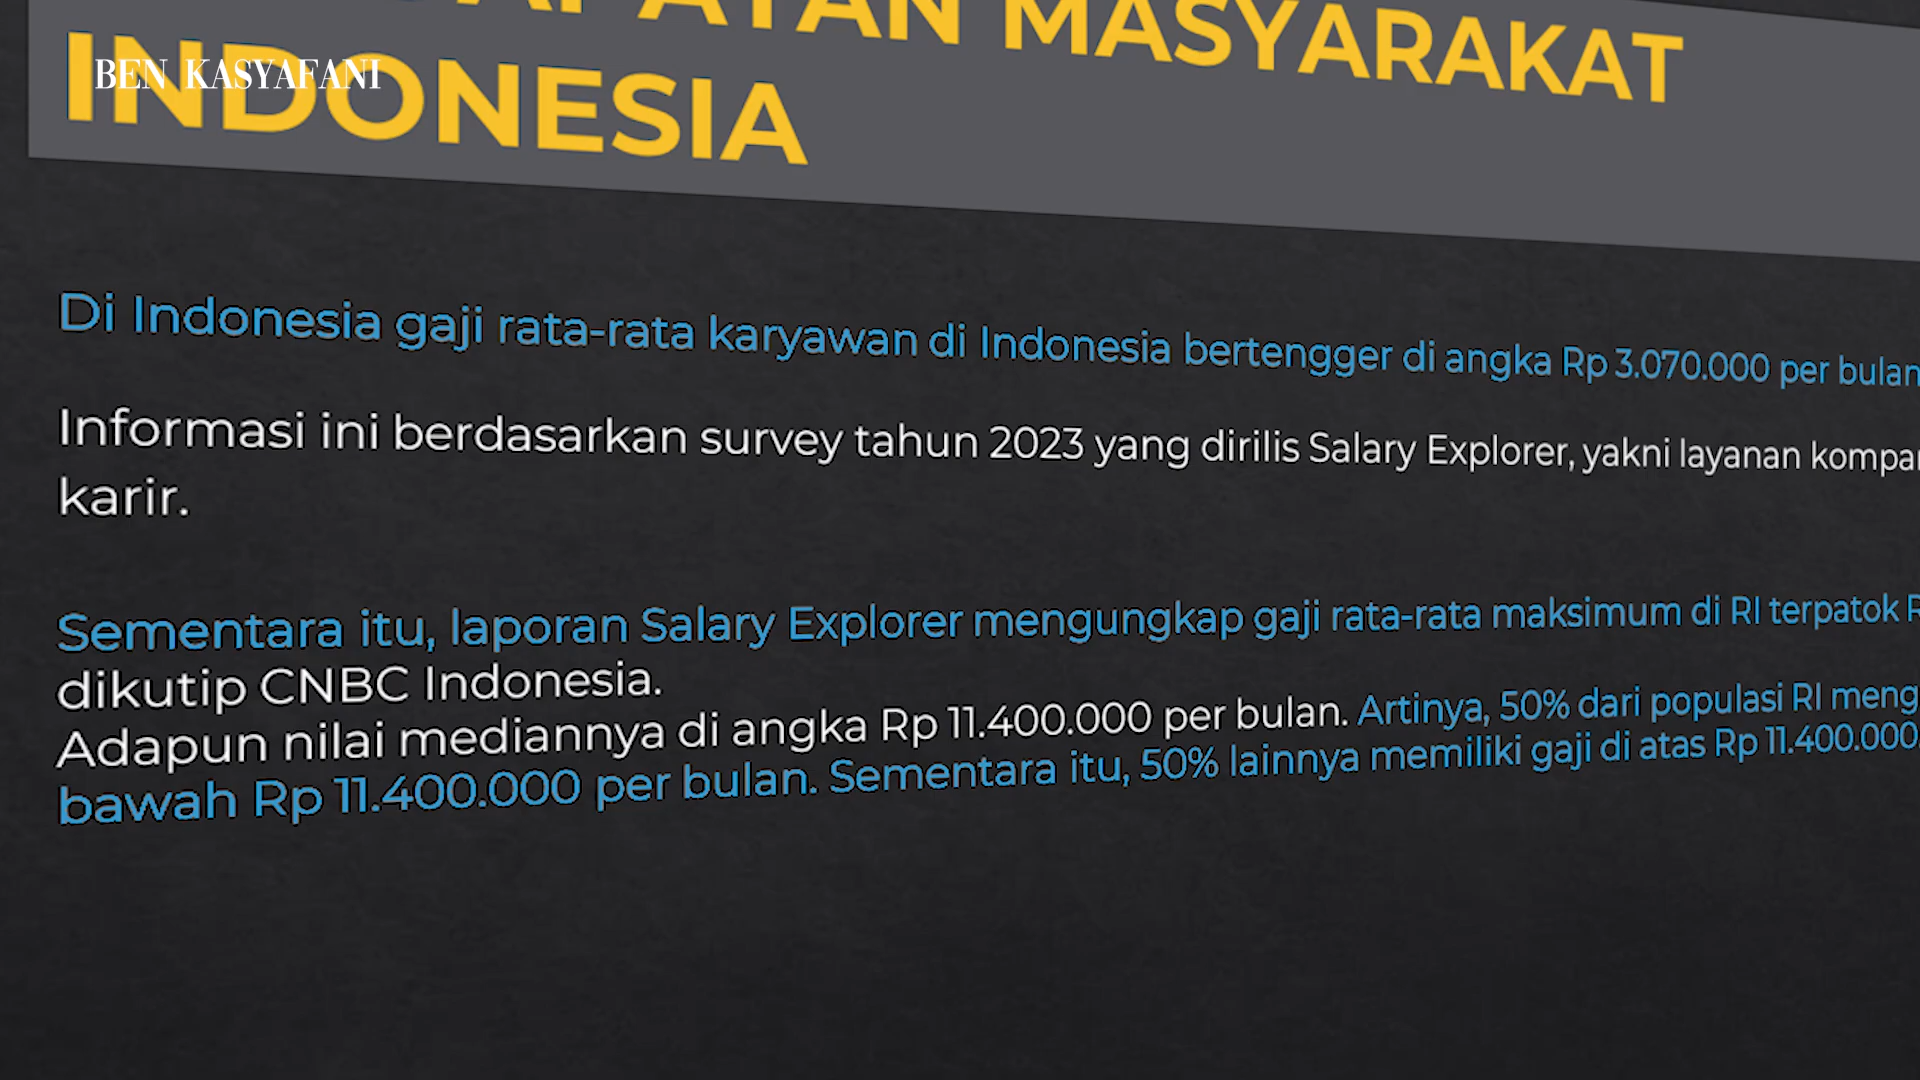 MASYARAKAT
INDONESIA
BEN KASYAFANI
Di Indonesia gaji rata-rata karyawan di Indonesia bertengger di angka Rp 3.070.000 per bulan
Informasi ini berdasarkan survey tahun 2023 yang dirilis Salary Explorer, yakni layanan
karir.
Sementara itu, laporan Salary Explorer mengungkap gaji rata-rata maksimum di RI terpatok
dikutip CNBC Indonesia.
Adapun nilai mediannya di angka Rp 11.400.000 per bulan. Artinya, 50% dari populasi RI
bawah Rp 11.400.000 per bulan. Sementara itu, 50% lainnya memiliki gaji di atas Rp 11.400.000